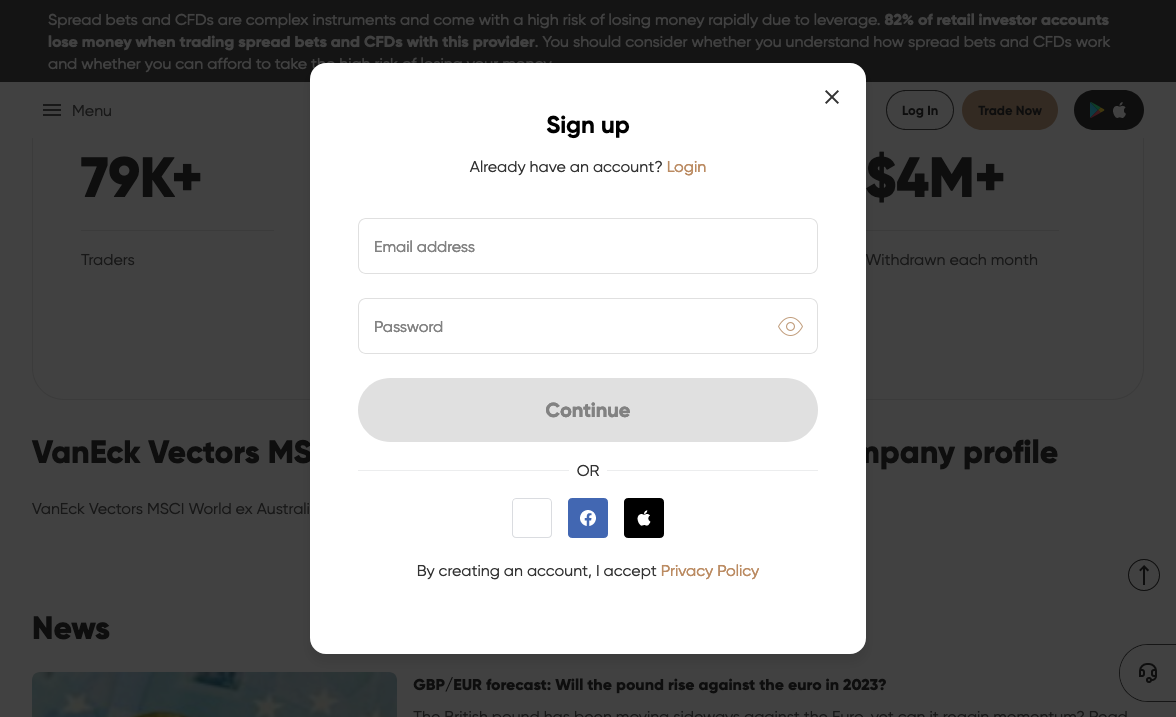 Spread bets and CFDs are complex instruments and come with a high risk of losing money rapidly due to leverage. 82% of retail investor accounts
lose money when trading spread bets and CFDs with this provider. You should consider whether you understand how spread bets and CFDs work
and whether you can afford to take the high risk of losing your money.
Menu
Log In
Trade Now
79K+
$4M+
Traders
Withdrawn each month
Sign up
Already have an account? Login
Email address
Password
Continue
OR
By creating an account, I accept Privacy Policy
VanEck Vectors MS
mpany profile
VanEck Vectors MSCI World ex Australi
News
GBP/EUR forecast: Will the pound rise against the euro in 2023?
The British pound has been moving sideways against the Euro, yet can it regain momentum? Read